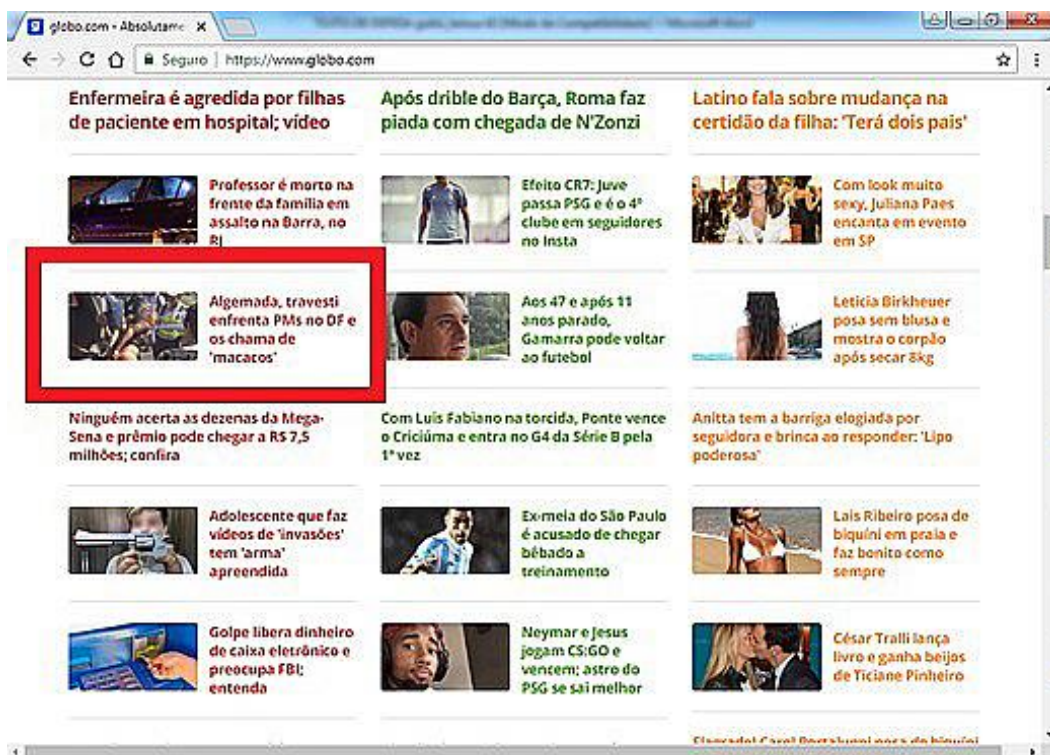 globo.com - Absolutame
Seguro | https://www.globo.com
Enfermeira é agredida por filhas
de paciente em hospital; vídeo
Após drible do Barça, Roma faz
piada com chegada de N'Zonzi
Latino fala sobre mudança na
certidão da filha: 'Terá dois pais'
Professor é morto na
frente da família em
assalto na Barra, no
RJ
Efeito CR7: Juve
passa PSG e é o 4º
clube em seguidores
no Insta
Com look muito
sexy, Juliana Paes
encanta em evento
em SP
Algemada, travesti
enfrenta PMs no DF e
os chama de
'macacos'
Aos 47 e após 11
anos parado,
Gamarra pode voltar
ao futebol
Leticia Birkheuer
posa sem blusa e
mostra o corpão
após secar 8kg
Ninguém acerta as dezenas da Mega-
Sena e prêmio pode chegar a R$ 7,5
milhões; confira
Com Luis Fabiano na torcida, Ponte vence
o Criciúma e entra no G4 da Série B pela
1ª vez
Anitta tem a barriga elogiada por
seguidora e brinca ao responder: 'Lipo
poderosa'
Adolescente que faz
vídeos de 'invasões'
tem 'arma'
apreendida
Ex-meia do São Paulo
é acusado de chegar
bêbado a
treinamento
Lais Ribeiro posa de
biquíni em praia e
faz bonito como
sempre
Golpe libera dinheiro
de caixa eletrônico e
preocupa FBI;
entenda
Neymar e Jesus
jogam CS:GO e
vencem; astro do
PSG se sai melhor
César Tralli lança
livro e ganha beijos
de Ticiane Pinheiro